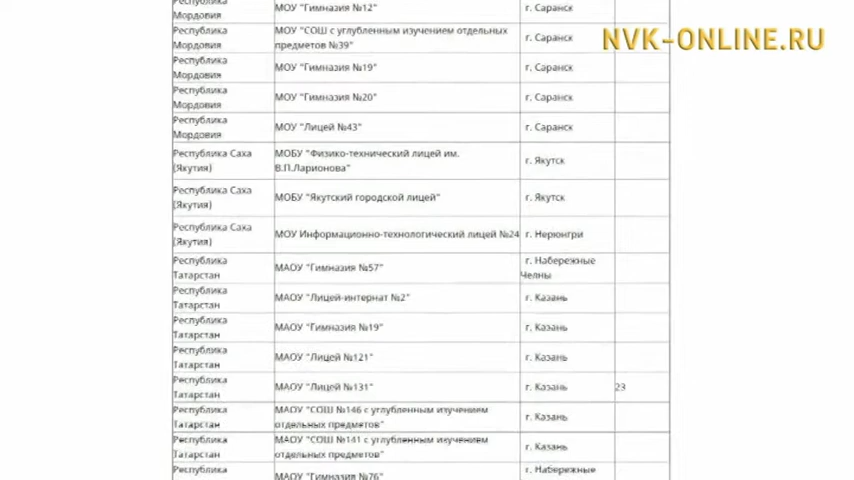 NVK-ONLINE.RU
Республика
Мордовия
МОУ "Гимназия №12"
г. Саранск
Республика
Мордовия
МОУ "СОШ с углубленным изучением отдельных
предметов №39"
г. Саранск
Республика
Мордовия
МОУ "Гимназия №19"
г. Саранск
Республика
Мордовия
МОУ "Гимназия №20"
г. Саранск
Республика
Мордовия
МОУ "Лицей №43"
г. Саранск
Республика Саха
(Якутия)
МОБУ "Физико-технический лицей им.
В.П.Ларионова"
г. Якутск
Республика Саха
(Якутия)
МОБУ "Якутский городской лицей"
г. Якутск
Республика Саха
(Якутия)
МОУ Информационно-технологический лицей №24
г. Нерюнгри
Республика
Татарстан
МАОУ "Гимназия №57"
г. Набережные
Челны
Республика
Татарстан
МАОУ "Лицей-интернат №2"
г. Казань
Республика
Татарстан
МАОУ "Гимназия №19"
г. Казань
Республика
Татарстан
МАОУ "Лицей №121"
г. Казань
Республика
Татарстан
МАОУ "Лицей №131"
г. Казань
23
Республика
Татарстан
МАОУ "СОШ №146 с углубленным изучением
отдельных предметов"
г. Казань
Республика
Татарстан
МАОУ "СОШ №141 с углубленным изучением
отдельных предметов"
г. Казань
Республика
МАОУ "Гимназия №76"
г. Набережные